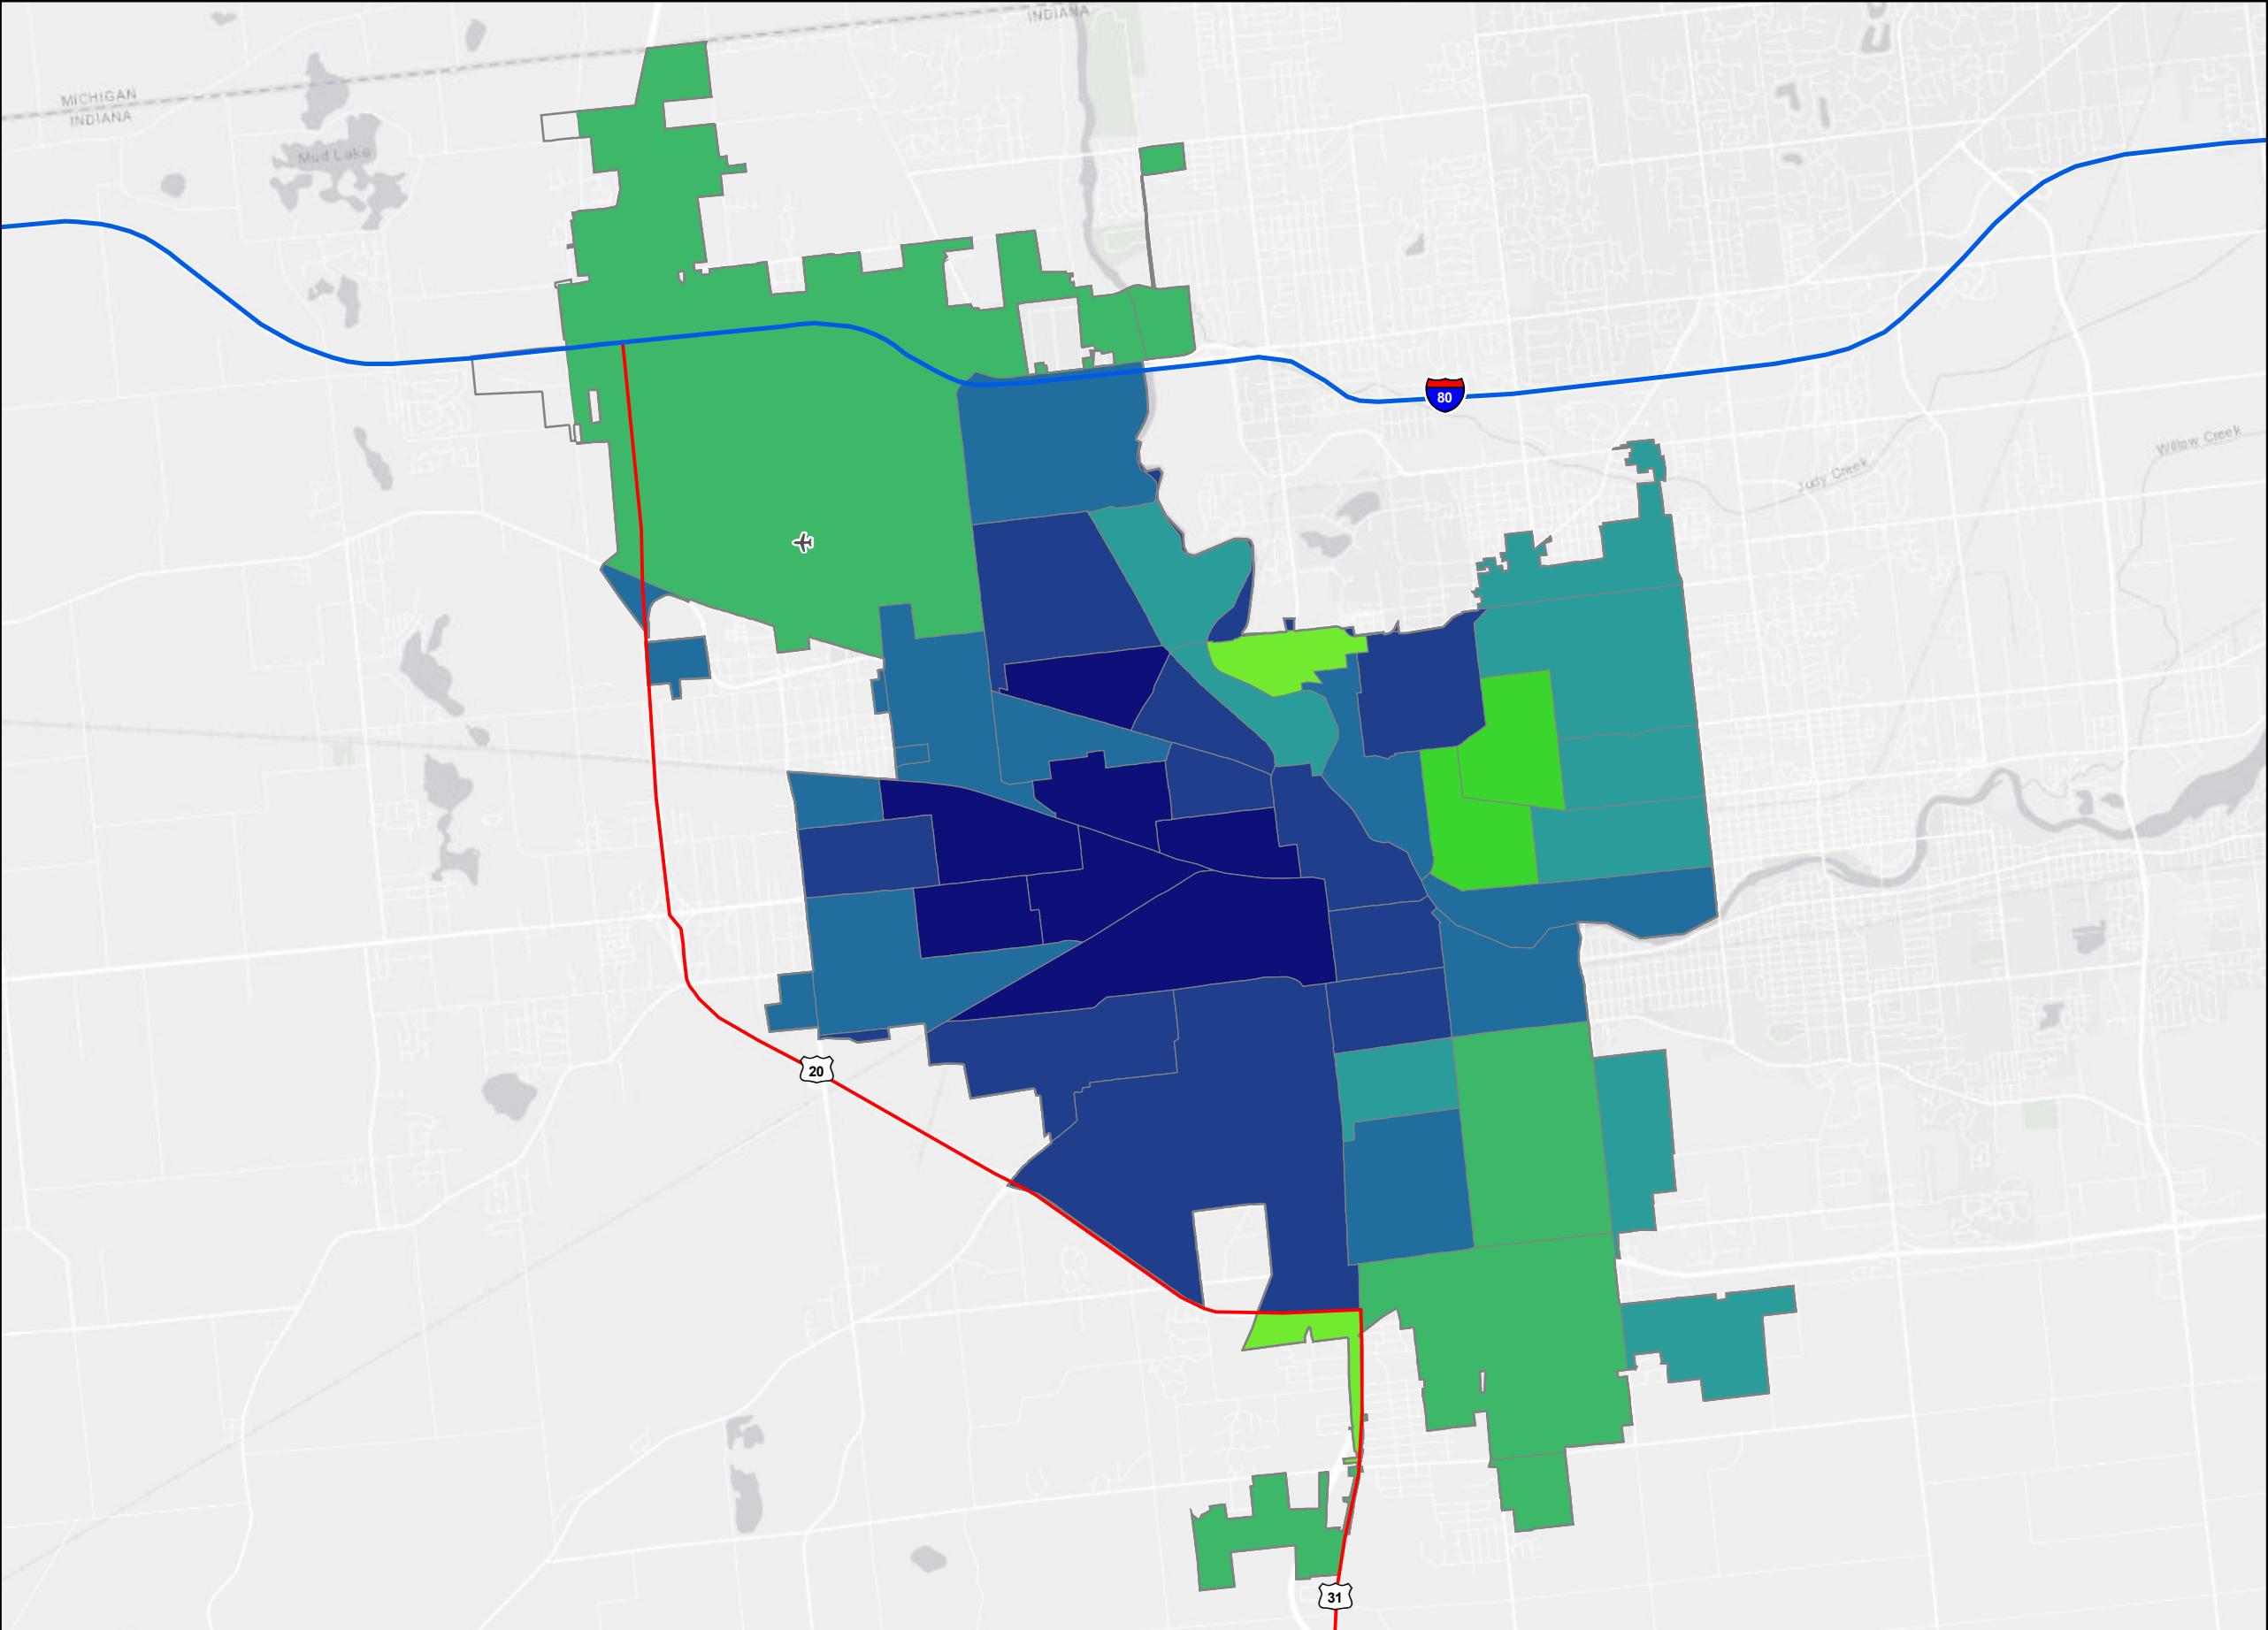 INDIANA
MICHIGAN
INDIANA
Mud Lake
80
Willow Creek
Judy Creek
20
31